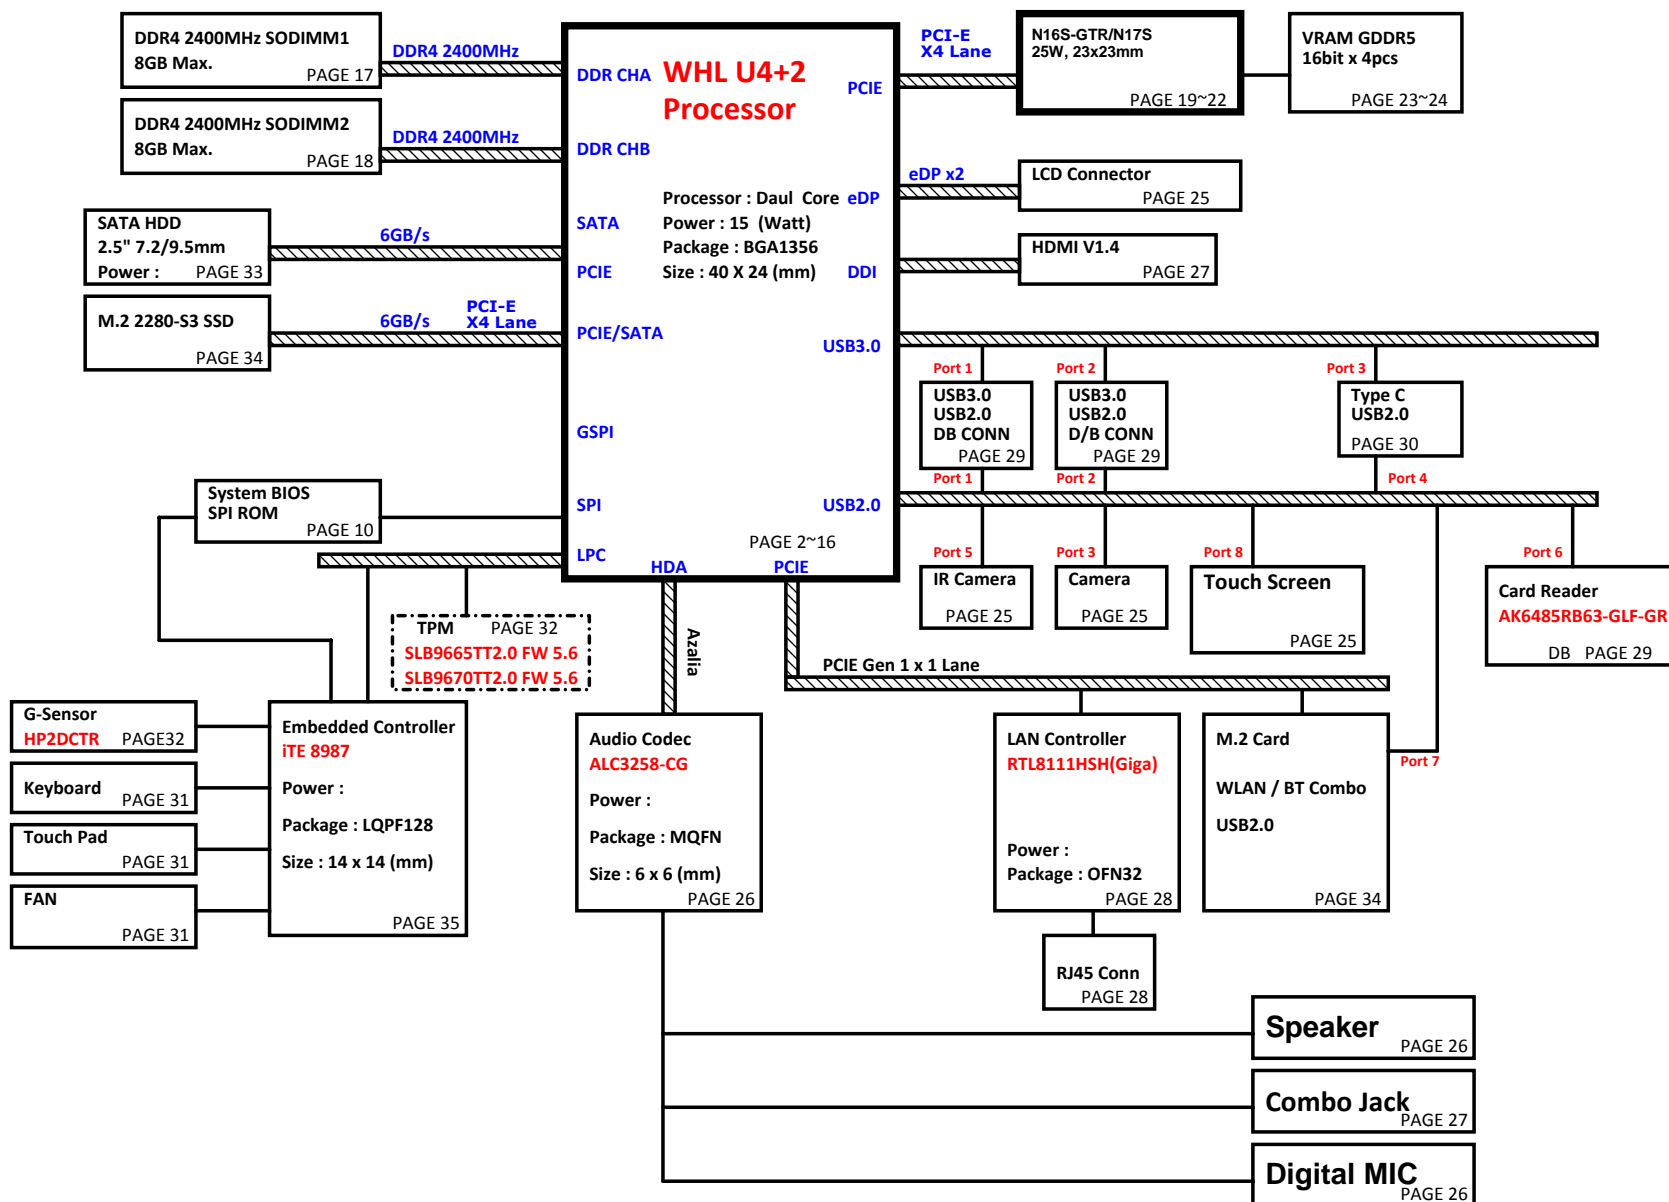 DDR4 2400MHz SODIMM1
8GB Max.
PAGE 17
DDR4 2400MHz
DDR4 2400MHz SODIMM2
8GB Max.
PAGE 18
DDR4 2400MHz
SATA HDD
2.5" 7.2/9.5mm
Power :
PAGE 33
6GB/s
M.2 2280-S3 SSD
PAGE 34
6GB/s
PCI-E
X4 Lane
WHL U4+2
Processor
DDR CHA
DDR CHB
SATA
PCIE
PCIE/SATA
GSPI
SPI
LPC
HDA
PCIE
PCIE
eDP
DDI
USB3.0
USB2.0
Processor : Daul Core
Power : 15 (Watt)
Package : BGA1356
Size : 40 X 24 (mm)
PAGE 2~16
PCI-E
X4 Lane
N16S-GTR/N17S
25W, 23x23mm
PAGE 19~22
VRAM GDDR5
16bit x 4pcs
PAGE 23~24
eDP x2
LCD Connector
PAGE 25
HDMI V1.4
PAGE 27
Port 1
USB3.0
USB2.0
DB CONN
PAGE 29
Port 1
Port 2
USB3.0
USB2.0
D/B CONN
PAGE 29
Port 2
Port 3
Type C
USB2.0
PAGE 30
Port 4
Port 5
IR Camera
PAGE 25
Port 3
Camera
PAGE 25
Port 8
Touch Screen
PAGE 25
Port 6
Card Reader
AK6485RB63-GLF-GR
DB PAGE 29
System BIOS
SPI ROM
PAGE 10
TPM PAGE 32
SLB9665TT2.0 FW 5.6
SLB9670TT2.0 FW 5.6
Azalia
PCIE Gen 1 x 1 Lane
G-Sensor
HP2DCTR PAGE32
Keyboard
PAGE 31
Touch Pad
PAGE 31
FAN
PAGE 31
Embedded Controller
iTE 8987
Power :
Package : LQPF128
Size : 14 x 14 (mm)
PAGE 35
Audio Codec
ALC3258-CG
Power :
Package : MQFN
Size : 6 x 6 (mm)
PAGE 26
LAN Controller
RTL8111HSH(Giga)
Power :
Package : OFN32
PAGE 28
M.2 Card
WLAN / BT Combo
USB2.0
PAGE 34
Port 7
RJ45 Conn
PAGE 28
Speaker
PAGE 26
Combo Jack
PAGE 27
Digital MIC
PAGE 26